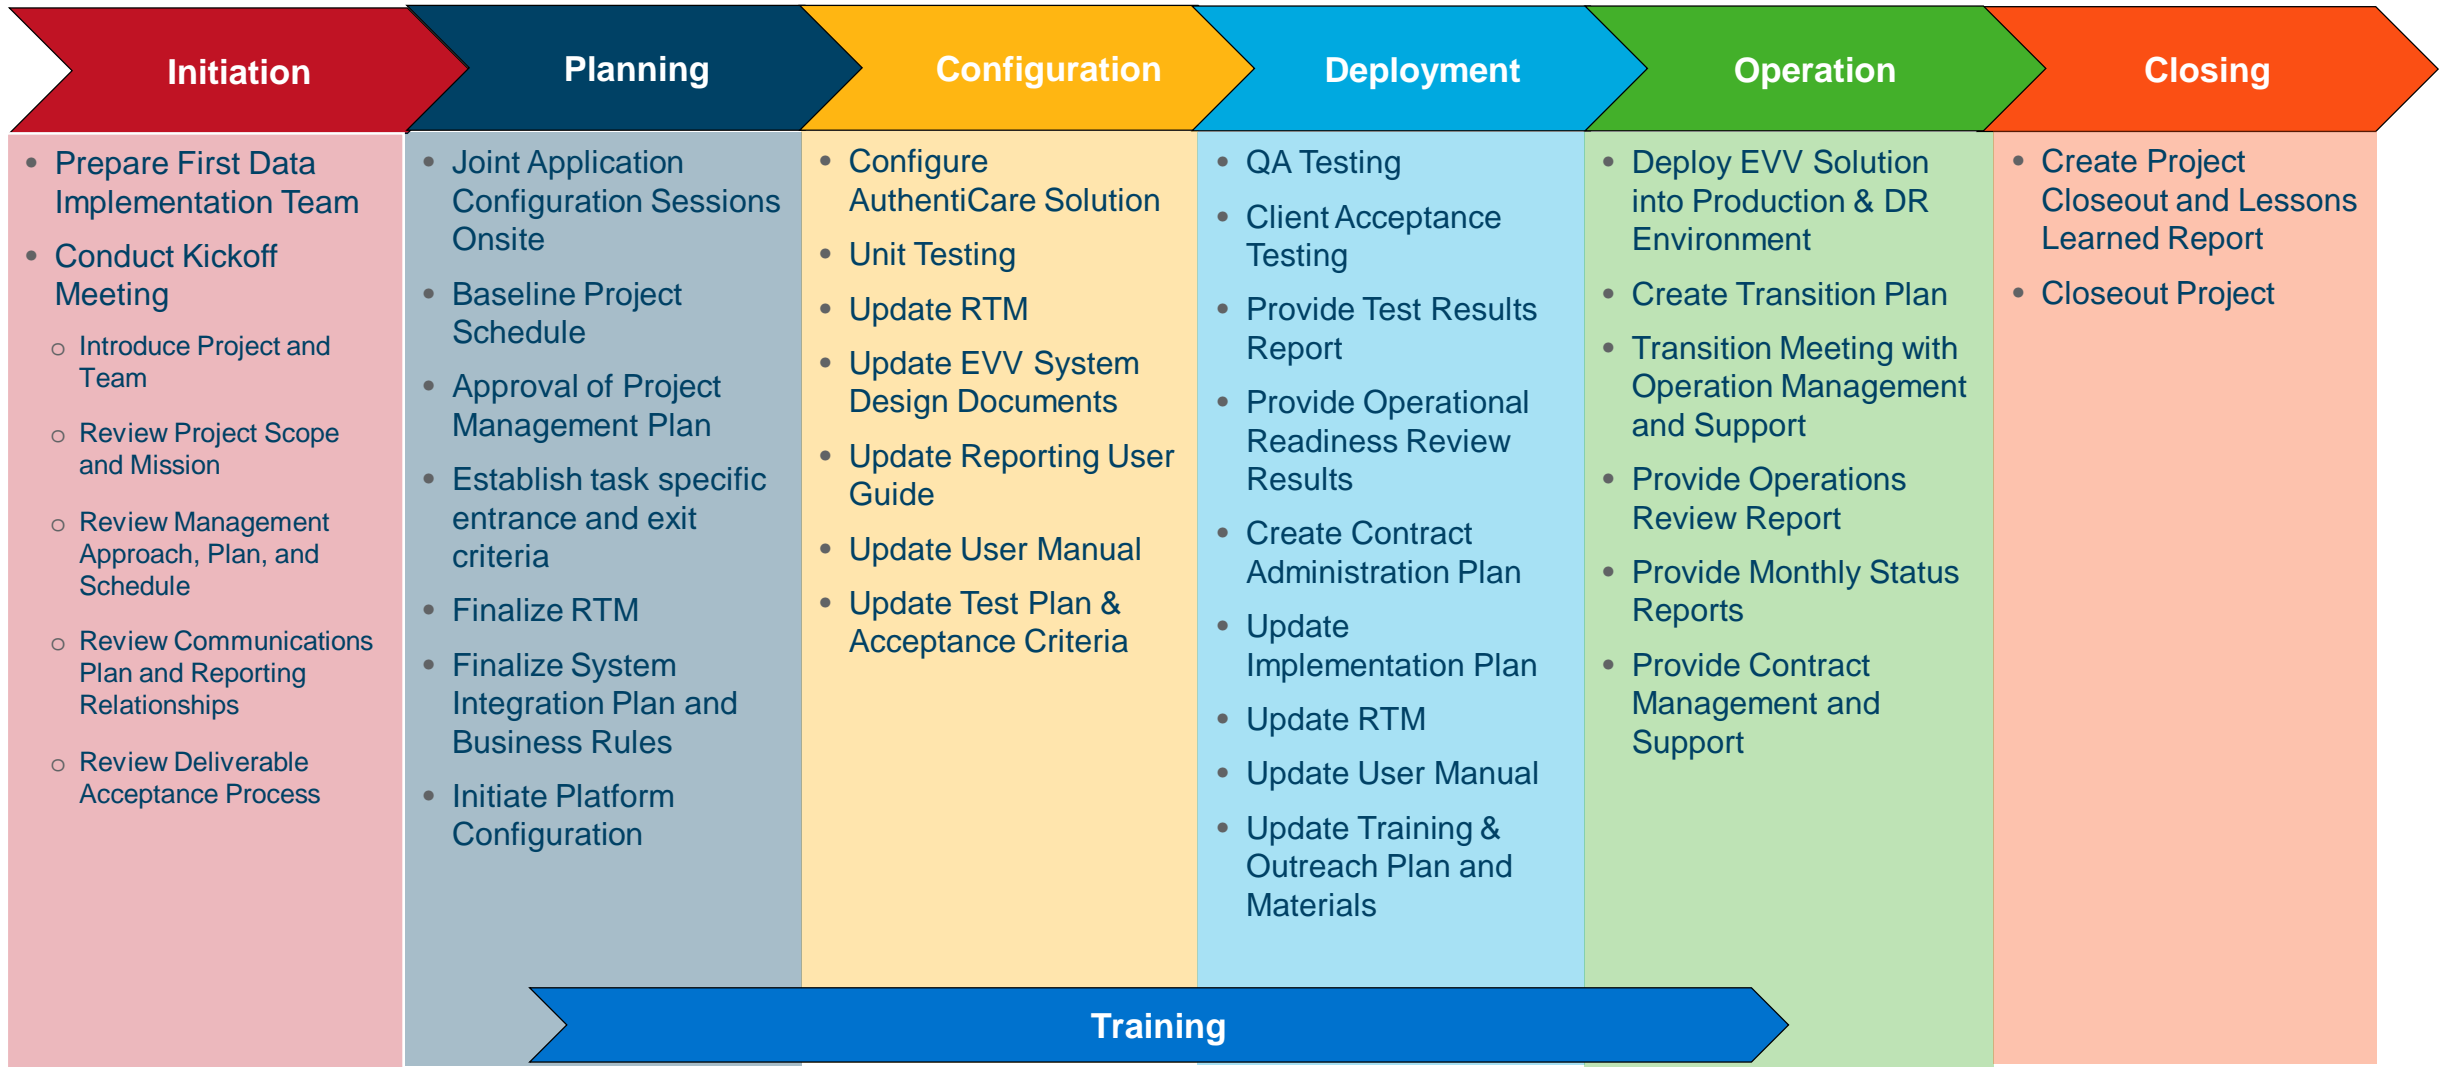 Initiation
Planning
Configuration
Deployment
Operation
Closing
• Prepare First Data
Implementation Team
• Conduct Kickoff
Meeting
o Introduce Project and
Team
o Review Project Scope
and Mission
o Review Management
Approach, Plan, and
Schedule
o Review Communications
Plan and Reporting
Relationships
o Review Deliverable
Acceptance Process
• Joint Application
Configuration Sessions
Onsite
• Baseline Project
Schedule
• Approval of Project
Management Plan
• Establish task specific
entrance and exit
criteria
• Finalize RTM
• Finalize System
Integration Plan and
Business Rules
• Initiate Platform
Configuration
• Configure
AuthentiCare Solution
• Unit Testing
• Update RTM
• Update EVV System
Design Documents
• Update Reporting User
Guide
• Update User Manual
• Update Test Plan &
Acceptance Criteria
• QA Testing
• Client Acceptance
Testing
• Provide Test Results
Report
• Provide Operational
Readiness Review
Results
• Create Contract
Administration Plan
• Update
Implementation Plan
• Update RTM
• Update User Manual
• Update Training &
Outreach Plan and
Materials
• Deploy EVV Solution
into Production & DR
Environment
• Create Transition Plan
• Transition Meeting with
Operation Management
and Support
• Provide Operations
Review Report
• Provide Monthly Status
Reports
• Provide Contract
Management and
Support
• Create Project
Closeout and Lessons
Learned Report
• Closeout Project
Training